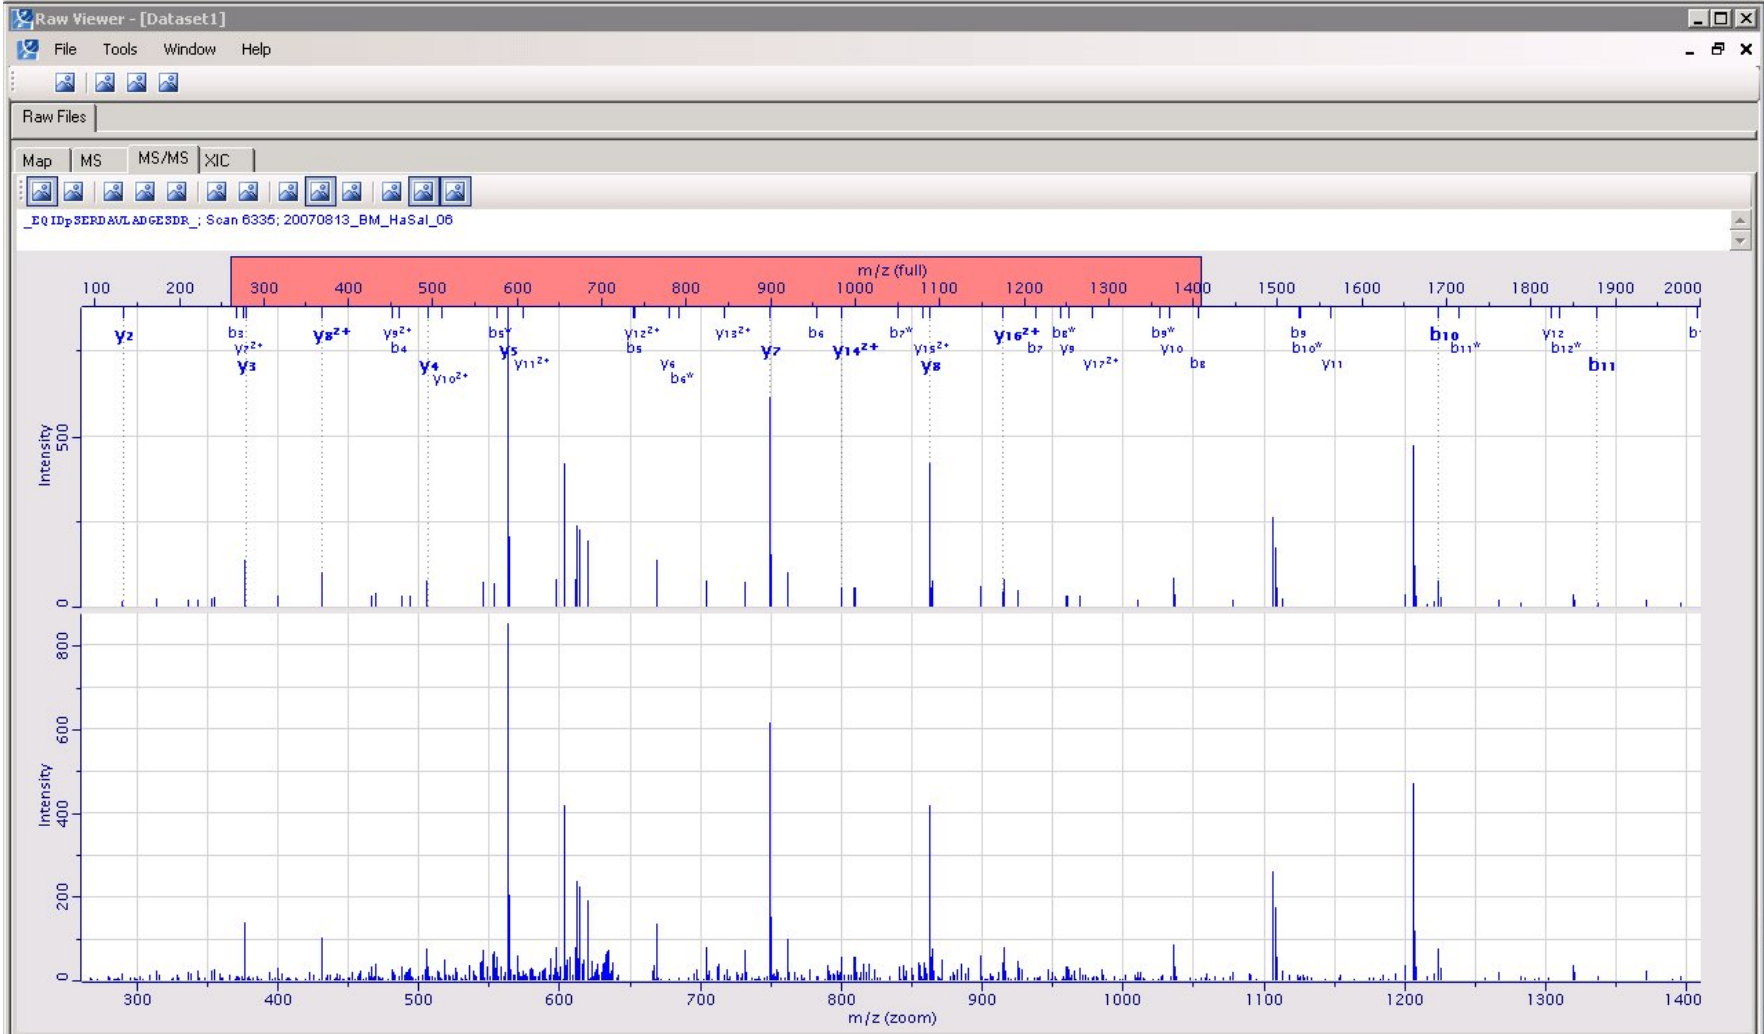 Raw Viewer - [Dataset1]
File Tools Window Help
Raw Files
Map MS MS/MS XIC
_EQIDpSERDAVLADGESDR_; Scan 6335; 20070813_BM_HaSal_06
m/z (full)
100 200 300 400 500 600 700 800 900 1000 1100 1200 1300 1400 1500 1600 1700 1800 1900 2000
y2 b3 y8²⁺ y9²⁺ b5* y12²⁺ y13²⁺ b6 b7* y16²⁺ b8* b9* b9 b10 y12
y7²⁺ b4 y5 b5 y6 y7 y14²⁺ y15²⁺ b7 y9 y10 b10* b11* b12*
y3 y4 y11²⁺ y8 y17²⁺ b8 y11 b11
y10²⁺ b6*
Intensity
500
0
Intensity
800
600
400
200
0
300 400 500 600 700 800 900 1000 1100 1200 1300 1400
m/z (zoom)